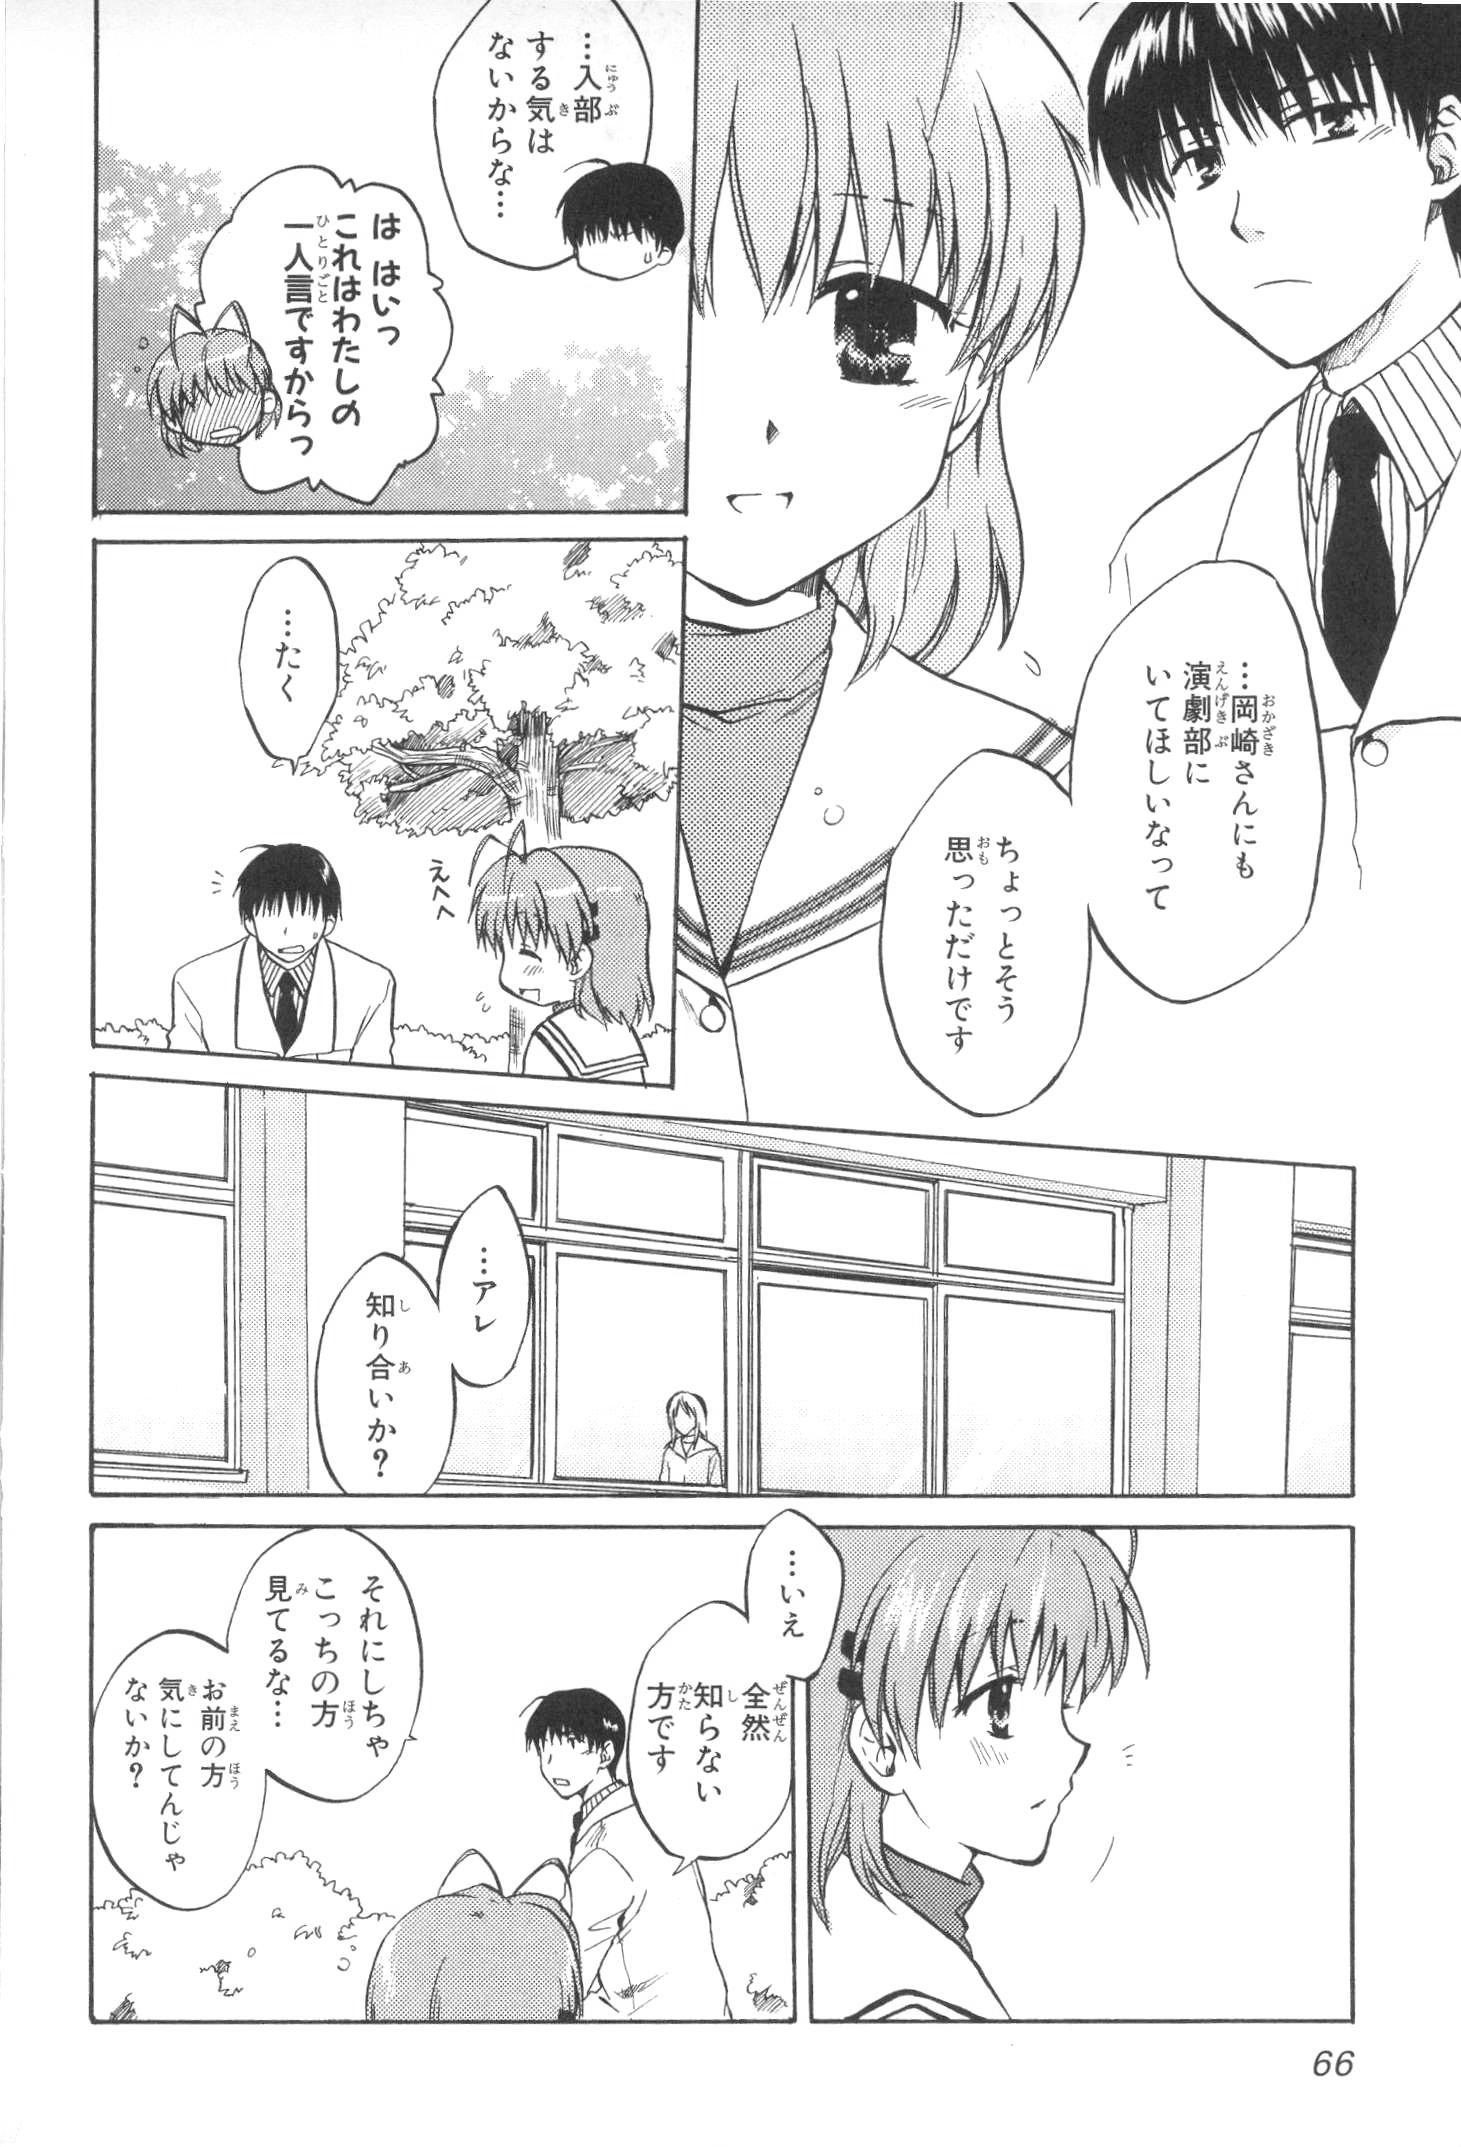 …岡崎さんにも
演劇部に
いてほしいなって
ちょっとそう
思っただけです
…入部
する気は
ないからな…
は はいっ
これはわたしの
一人言ですからっ
…たく
えへへ
…アレ
知り合いか？
…いえ
全然
知らない
方です
それにしちゃ
こっちの方
見てるな…
お前の方
気にしてんじゃ
ないか？
66